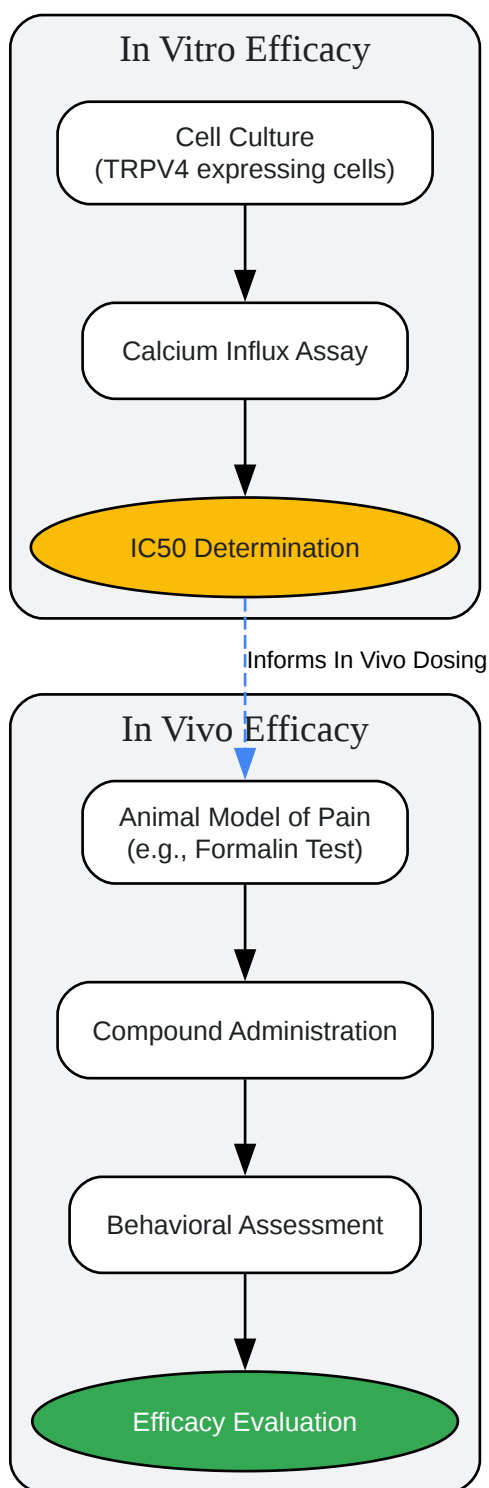 In Vitro Efficacy
Cell Culture
(TRPV4 expressing cells)
Calcium Influx Assay
IC50 Determination
Informs In Vivo Dosing
In Vivo Efficacy
Animal Model of Pain
(e.g., Formalin Test)
Compound Administration
Behavioral Assessment
Efficacy Evaluation